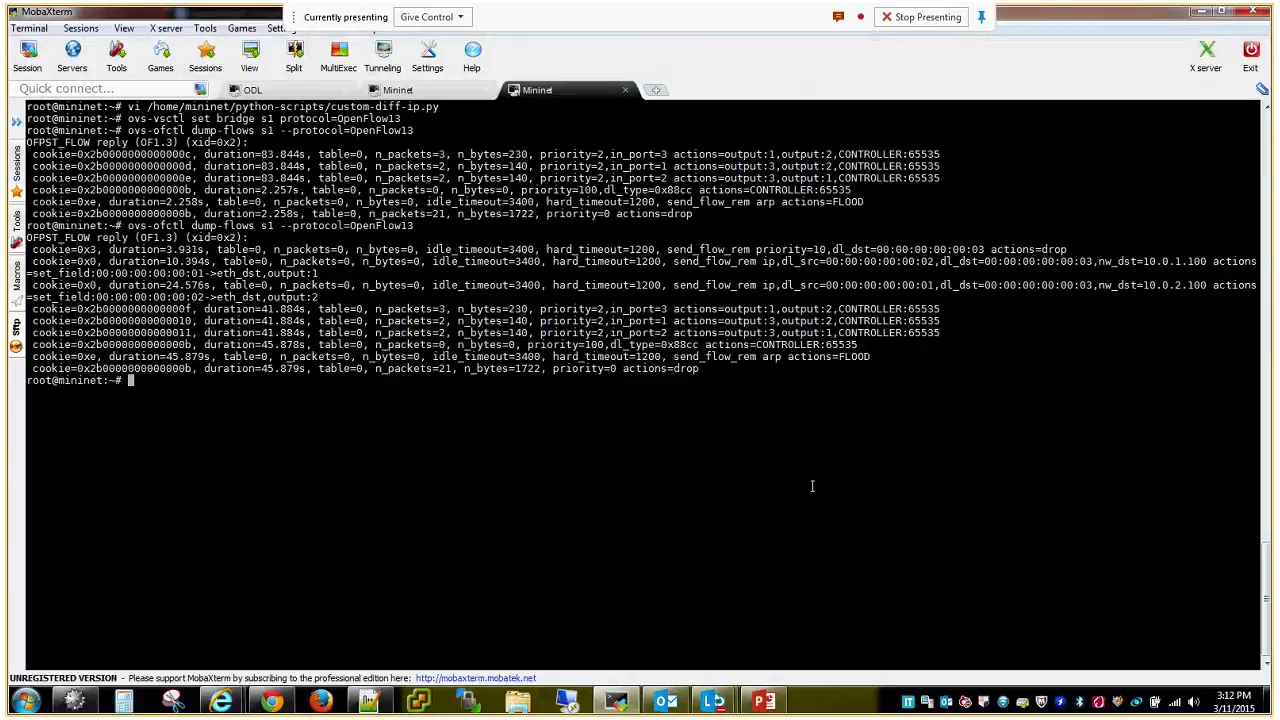 MobaXterm
Currently presenting
Give Control
Stop Presenting
Terminal Sessions View X server Tools Games
Session Servers Tools Games Sessions View Split MultiExec Tunneling Settings Help
X server Exit
Quick connect...
ODL
Mininet
Mininet
Sessions
Tools
Macros
Sftp
root@mininet:~# vi /home/mininet/python-scripts/custom-diff-ip.py
root@mininet:~# ovs-vsctl set bridge s1 protocol=OpenFlow13
root@mininet:~# ovs-ofctl dump-flows s1 --protocol=OpenFlow13
OFPST_FLOW reply (OF1.3) (xid=0x2):
cookie=0x2b0000000000000c, duration=83.844s, table=0, n_packets=3, n_bytes=230, priority=2,in_port=3 actions=output:1,output:2,CONTROLLER:65535
cookie=0x2b0000000000000d, duration=83.844s, table=0, n_packets=2, n_bytes=140, priority=2,in_port=1 actions=output:3,output:2,CONTROLLER:65535
cookie=0x2b0000000000000e, duration=83.844s, table=0, n_packets=2, n_bytes=140, priority=2,in_port=2 actions=output:3,output:1,CONTROLLER:65535
cookie=0x2b0000000000000b, duration=2.257s, table=0, n_packets=0, n_bytes=0, priority=100,dl_type=0x88cc actions=CONTROLLER:65535
cookie=0xe, duration=2.258s, table=0, n_packets=0, n_bytes=0, idle_timeout=3400, hard_timeout=1200, send_flow_rem arp actions=FLOOD
cookie=0x2b0000000000000b, duration=2.258s, table=0, n_packets=21, n_bytes=1722, priority=0 actions=drop
root@mininet:~# ovs-ofctl dump-flows s1 --protocol=OpenFlow13
OFPST_FLOW reply (OF1.3) (xid=0x2):
cookie=0x3, duration=3.931s, table=0, n_packets=0, n_bytes=0, idle_timeout=3400, hard_timeout=1200, send_flow_rem priority=10,dl_dst=00:00:00:00:00:03 actions=drop
cookie=0x0, duration=10.394s, table=0, n_packets=0, n_bytes=0, idle_timeout=3400, hard_timeout=1200, send_flow_rem ip,dl_src=00:00:00:00:00:02,dl_dst=00:00:00:00:00:03,nw_dst=10.0.1.100 actions
=set_field:00:00:00:00:00:01->eth_dst,output:1
cookie=0x0, duration=24.576s, table=0, n_packets=0, n_bytes=0, idle_timeout=3400, hard_timeout=1200, send_flow_rem ip,dl_src=00:00:00:00:00:01,dl_dst=00:00:00:00:00:03,nw_dst=10.0.2.100 actions
=set_field:00:00:00:00:00:02->eth_dst,output:2
cookie=0x2b0000000000000f, duration=41.884s, table=0, n_packets=3, n_bytes=230, priority=2,in_port=3 actions=output:1,output:2,CONTROLLER:65535
cookie=0x2b00000000000010, duration=41.884s, table=0, n_packets=2, n_bytes=140, priority=2,in_port=1 actions=output:3,output:2,CONTROLLER:65535
cookie=0x2b00000000000011, duration=41.884s, table=0, n_packets=2, n_bytes=140, priority=2,in_port=2 actions=output:3,output:1,CONTROLLER:65535
cookie=0x2b0000000000000b, duration=45.878s, table=0, n_packets=0, n_bytes=0, priority=100,dl_type=0x88cc actions=CONTROLLER:65535
cookie=0xe, duration=45.879s, table=0, n_packets=0, n_bytes=0, idle_timeout=3400, hard_timeout=1200, send_flow_rem arp actions=FLOOD
cookie=0x2b0000000000000b, duration=45.879s, table=0, n_packets=21, n_bytes=1722, priority=0 actions=drop
root@mininet:~#
UNREGISTERED VERSION - Please support MobaXterm by subscribing to the professional edition here: http://mobaxterm.mobatek.net
3:12 PM
3/11/2015